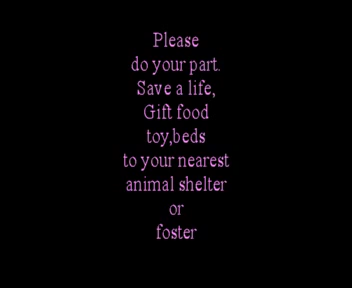 Please
do your part.
Save a life,
Gift food
toy,beds
to your nearest
animal shelter
or
foster